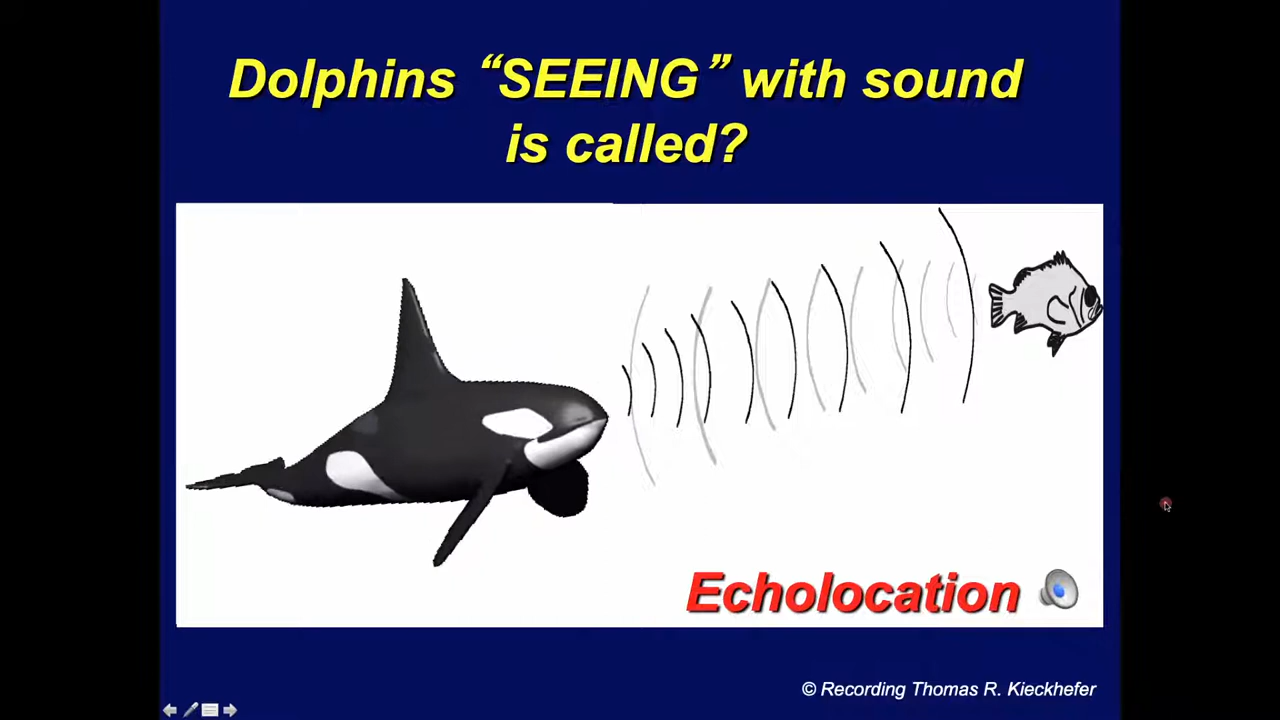 Dolphins “SEEING” with sound
is called?
Echolocation
© Recording Thomas R. Kieckhefer